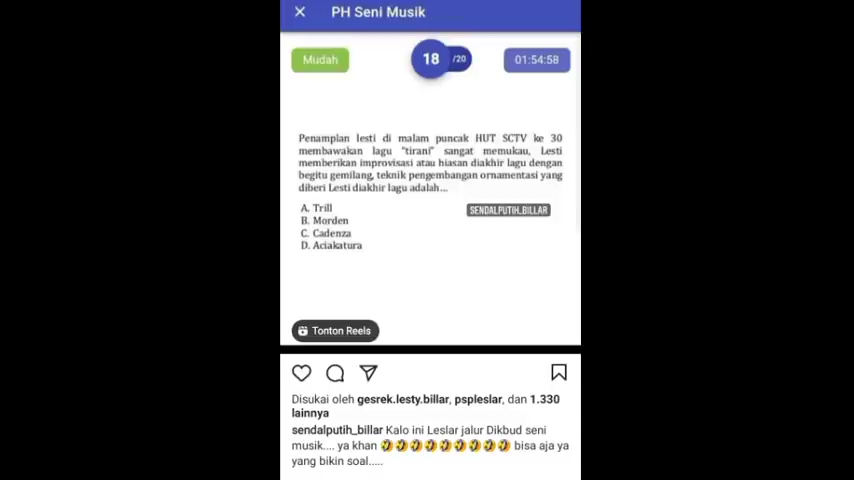 PH Seni Musik
Mudah
18 /20
01:54:58
Penamplan lesti di malam puncak HUT SCTV ke 30
membawakan lagu "tirani" sangat memukau, Lesti
memberikan improvisasi atau hiasan diakhir lagu dengan
begitu gemilang, teknik pengembangan ornamentasi yang
diberi Lesti diakhir lagu adalah...
A. Trill
B. Morden
C. Cadenza
D. Aciakatura
SENDALPUTIH_BILLAR
Tonton Reels
Disukai oleh gesrek.lesty.billar, pspleslar, dan 1.330
lainnya
sendalputih_billar Kalo ini Leslar jalur Dikbud seni
musik.... ya khan 🤣🤣🤣🤣🤣🤣🤣🤣🤣 bisa aja ya
yang bikin soal.....